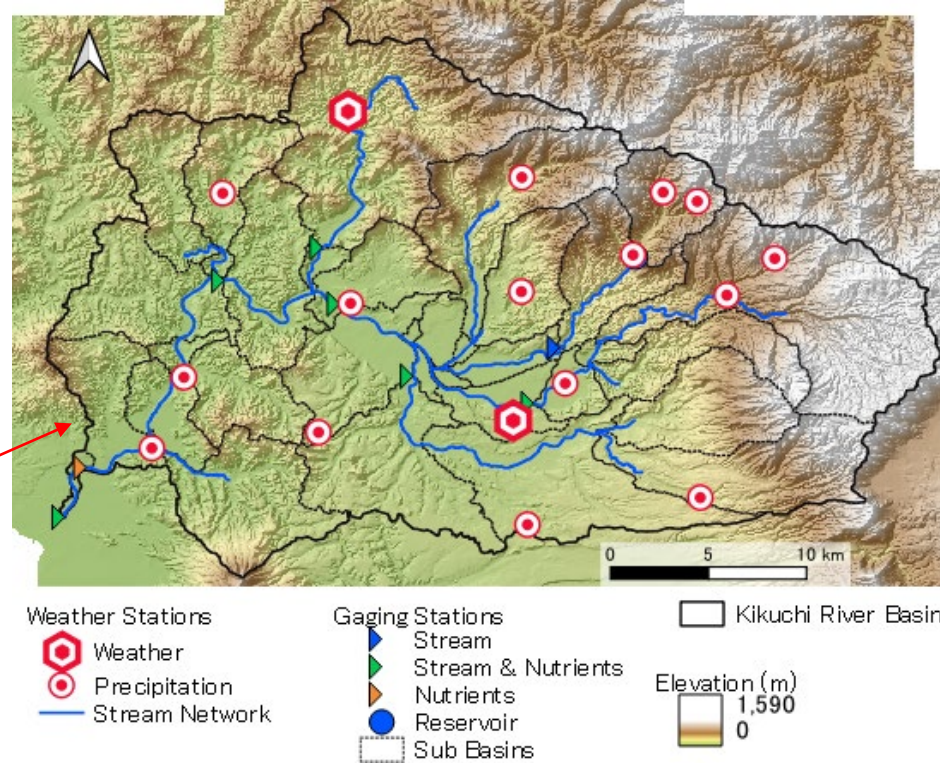 0 5 10 km
Weather Stations
Weather
Precipitation
Stream Network
Gaging Stations
Stream
Stream & Nutrients
Nutrients
Reservoir
Sub Basins
Kikuchi River Basin
Elevation (m)
1,590
0